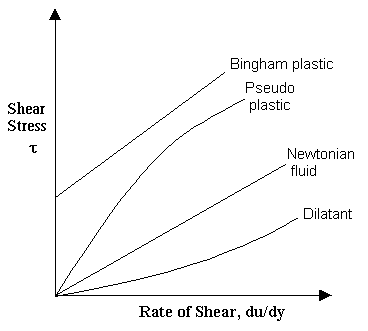 Bingham plastic
Pseudo
plastic
Shear
Stress
τ
Newtonian
fluid
Dilatant
Rate of Shear, du/dy